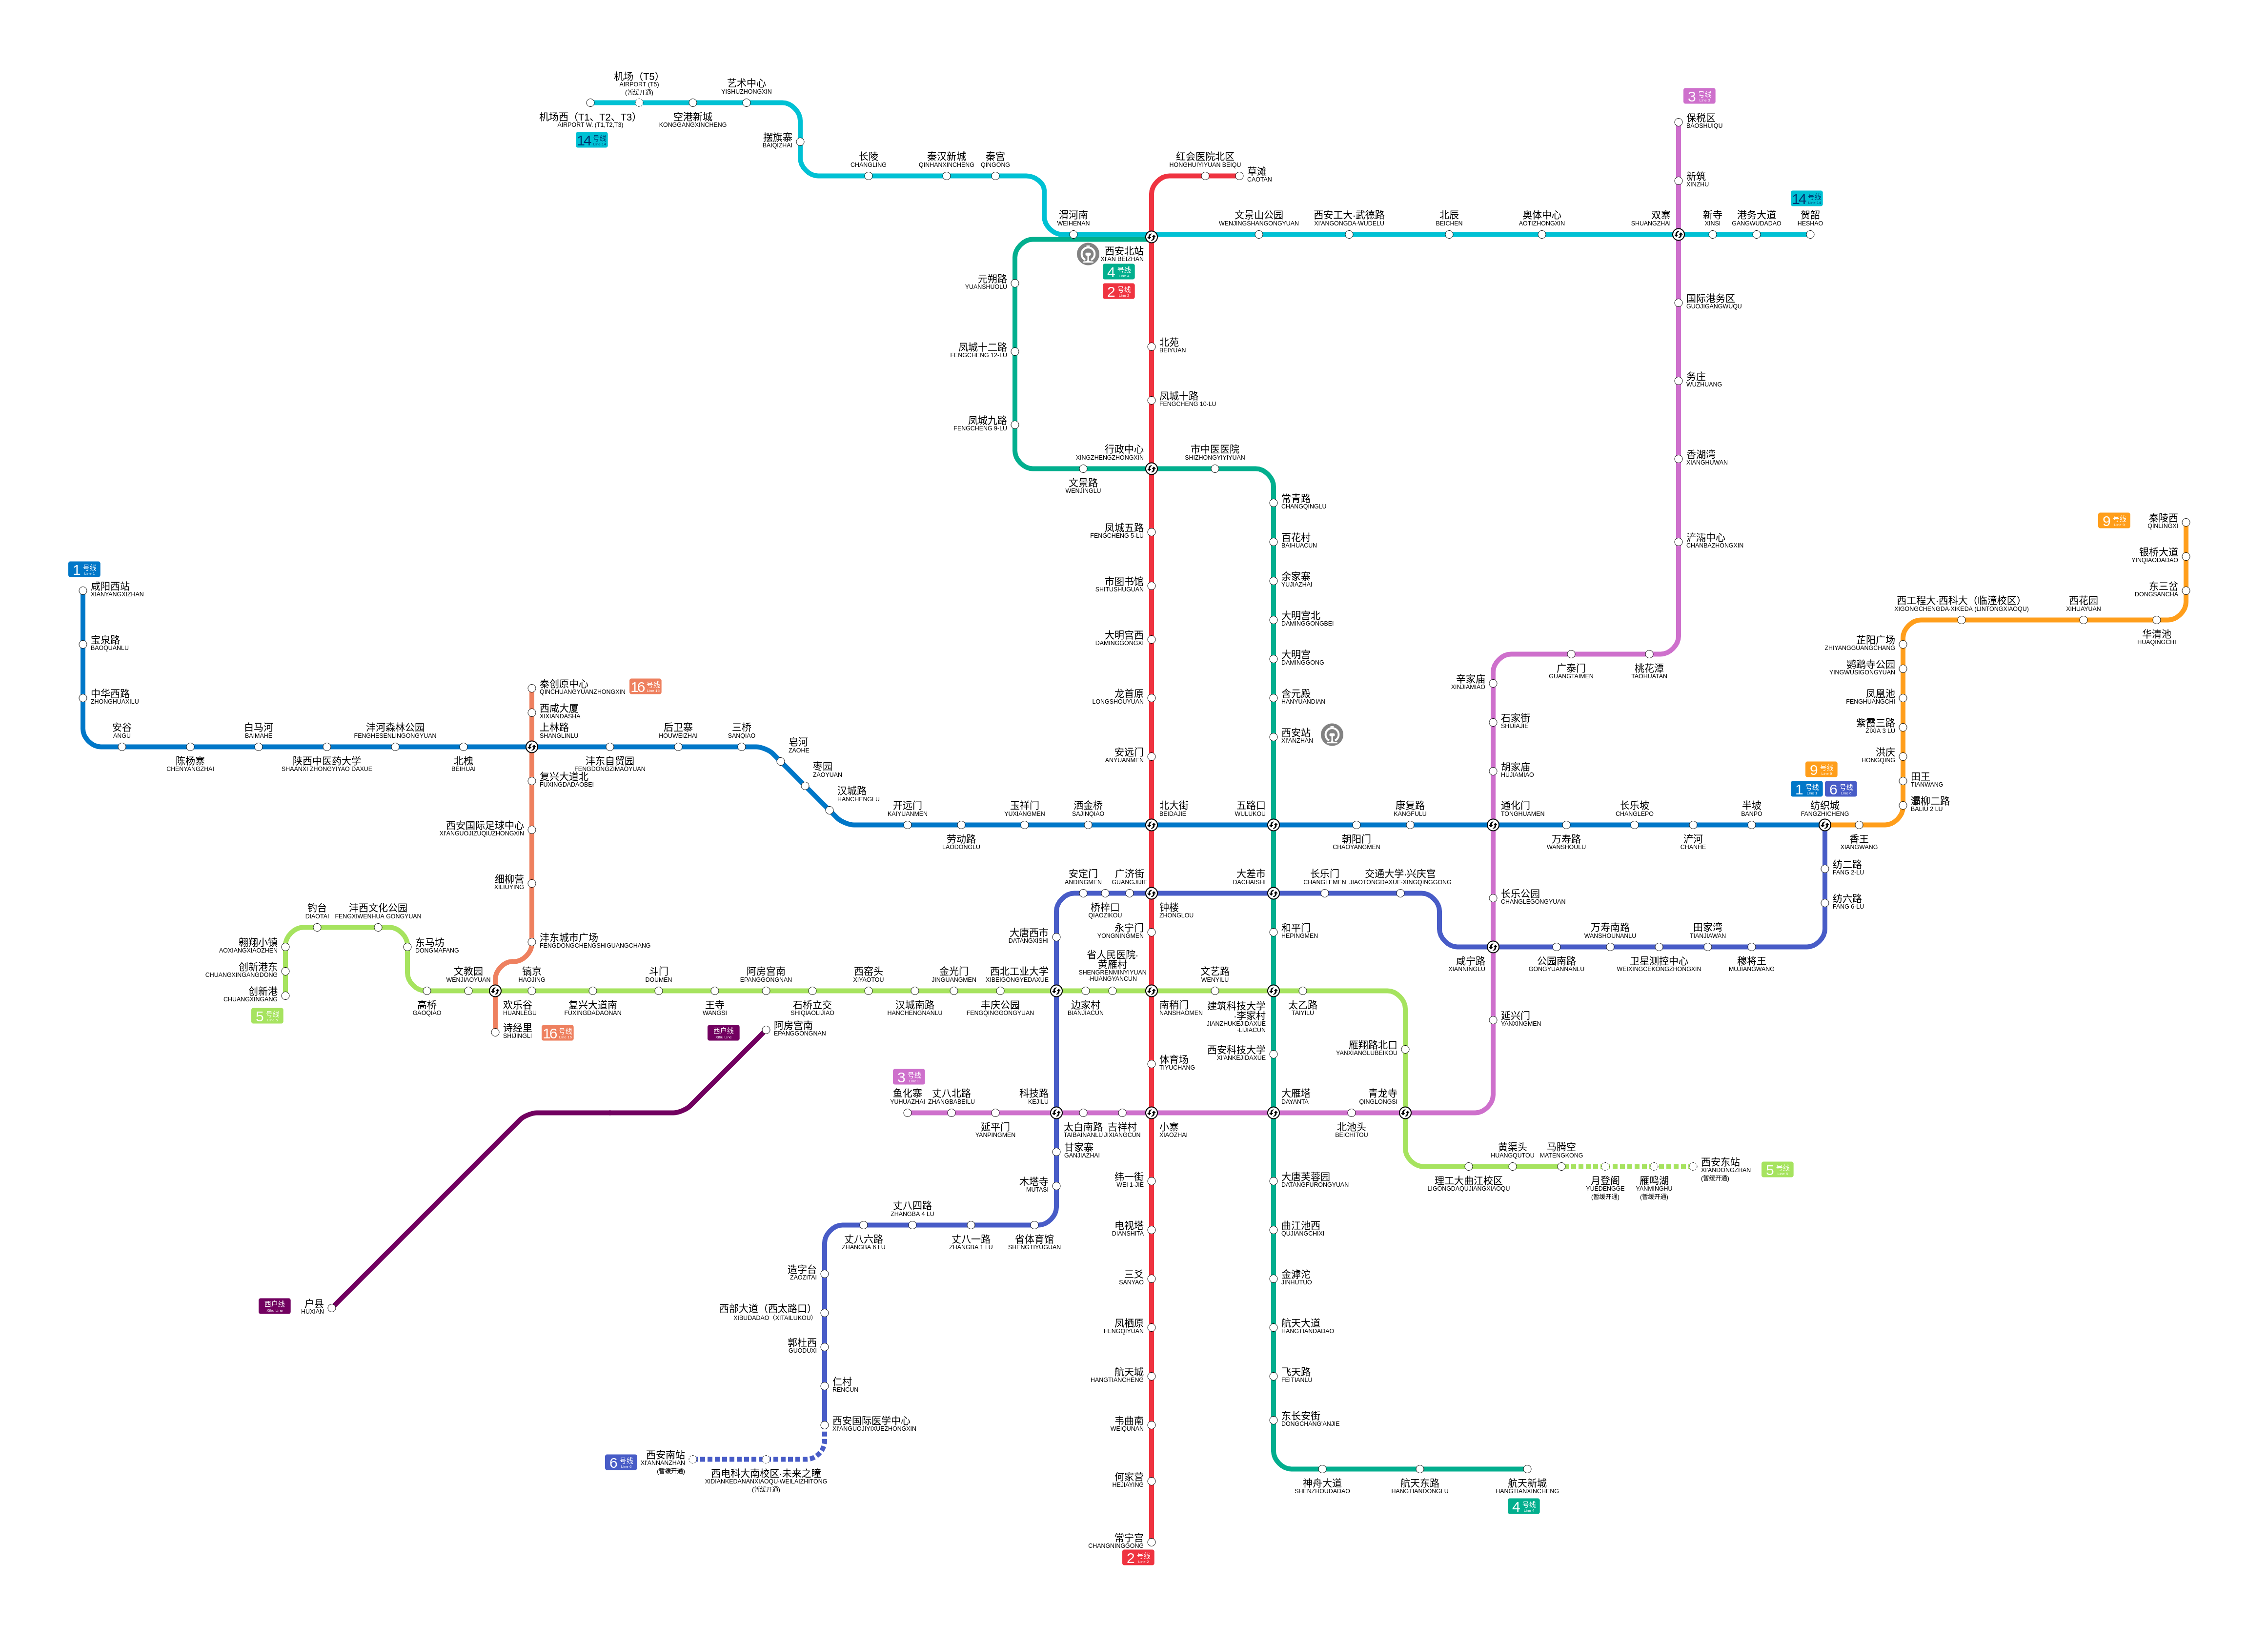 机场（T5）
AIRPORT (T5)
(暂缓开通)
艺术中心
YISHUZHONGXIN
机场西（T1、T2、T3）
AIRPORT W. (T1,T2,T3)
14 号线
空港新城
KONGGANGXINCHENG
摆旗寨
BAIQIZHAI
长陵
CHANGLING
秦汉新城
QINHANXINCHENG
秦宫
QINGONG
渭河南
WEIHENAN
红会医院北区
HONGHUIYIYUAN BEIQU
草滩
CAOTAN
文景山公园
WENJINGSHANGONGYUAN
西安工大·武德路
XI'ANGONGDA·WUDELU
北辰
BEICHEN
奥体中心
AOTIZHONGXIN
双寨
SHUANGZHAI
新寺
XINSI
港务大道
GANGWUDADAO
贺韶
HESHAO
14 号线
3 号线
Line 3
保税区
BAOSHUIQU
新筑
XINZHU
国际港务区
GUOJIGANGWUQU
务庄
WUZHUANG
香湖湾
XIANGHUWAN
浐灞中心
CHANBAZHONGXIN
桃花潭
TAOHUATAN
广泰门
GUANGTAIMEN
辛家庙
XINJIAMIAO
石家街
SHIJIAJIE
胡家庙
HUJIAMIAO
西安北站
XI'AN BEIZHAN
4 号线
Line 4
2 号线
Line 2
元朔路
YUANSHUOLU
凤城十二路
FENGCHENG 12-LU
凤城九路
FENGCHENG 9-LU
文景路
WENJINGLU
行政中心
XINGZHENGZHONGXIN
市中医医院
SHIZHONGYIYIYUAN
北苑
BEIYUAN
凤城十路
FENGCHENG 10-LU
凤城五路
FENGCHENG 5-LU
市图书馆
SHITUSHUGUAN
大明宫西
DAMINGGONGXI
龙首原
LONGSHOUYUAN
安远门
ANYUANMEN
常青路
CHANGQINGLU
百花村
BAIHUACUN
余家寨
YUJIAZHAI
大明宫北
DAMINGGONGBEI
大明宫
DAMINGGONG
含元殿
HANYUANDIAN
西安站
XI'ANZHAN
9 号线
Line 9
秦陵西
QINLINGXI
银桥大道
YINQIAODADAO
东三岔
DONGSANCHA
华清池
HUAQINGCHI
西花园
XIHUAYUAN
西工程大·西科大（临潼校区）
XIGONGCHENGDA·XIKEDA (LINTONGXIAOQU)
芷阳广场
ZHIYANGGUANGCHANG
鹦鹉寺公园
YINGWUSIGONGYUAN
凤凰池
FENGHUANGCHI
紫霞三路
ZIXIA 3 LU
洪庆
HONGQING
田王
TIANWANG
灞柳二路
BALIU 2 LU
香王
XIANGWANG
9 号线
Line 9
1 号线
Line 1
6 号线
Line 6
纺织城
FANGZHICHENG
1 号线
Line 1
咸阳西站
XIANYANGXIZHAN
宝泉路
BAOQUANLU
中华西路
ZHONGHUAXILU
安谷
ANGU
陈杨寨
CHENYANGZHAI
白马河
BAIMAHE
陕西中医药大学
SHAANXI ZHONGYIYAO DAXUE
沣河森林公园
FENGHESENLINGONGYUAN
北槐
BEIHUAI
上林路
SHANGLINLU
沣东自贸园
FENGDONGZIMAOYUAN
后卫寨
HOUWEIZHAI
三桥
SANQIAO
皂河
ZAOHE
枣园
ZAOYUAN
汉城路
HANCHENGLU
开远门
KAIYUANMEN
劳动路
LAODONGLU
玉祥门
YUXIANGMEN
洒金桥
SAJINQIAO
北大街
BEIDAJIE
五路口
WULUKOU
朝阳门
CHAOYANGMEN
康复路
KANGFULU
通化门
TONGHUAMEN
万寿路
WANSHOULU
长乐坡
CHANGLEPO
浐河
CHANHE
半坡
BANPO
秦创原中心
QINCHUANGYUANZHONGXIN
16 号线
西咸大厦
XIXIANDASHA
复兴大道北
FUXINGDADAOBEI
西安国际足球中心
XI'ANGUOJIZUQIUZHONGXIN
细柳营
XILIUYING
沣东城市广场
FENGDONGCHENGSHIGUANGCHANG
欢乐谷
HUANLEGU
诗经里
SHIJINGLI
16 号线
安定门
ANDINGMEN
桥梓口
QIAOZIKOU
广济街
GUANGJIJIE
钟楼
ZHONGLOU
大差市
DACHAISHI
长乐门
CHANGLEMEN
交通大学·兴庆宫
JIAOTONGDAXUE·XINGQINGGONG
长乐公园
CHANGLEGONGYUAN
咸宁路
XIANNINGLU
公园南路
GONGYUANNANLU
万寿南路
WANSHOUNANLU
卫星测控中心
WEIXINGCEKONGZHONGXIN
田家湾
TIANJIAWAN
穆将王
MUJIANGWANG
纺六路
FANG 6-LU
纺二路
FANG 2-LU
大唐西市
DATANGXISHI
永宁门
YONGNINGMEN
和平门
HEPINGMEN
翱翔小镇
AOXIANGXIAOZHEN
创新港东
CHUANGXINGANGDONG
创新港
CHUANGXINGANG
5 号线
钓台
DIAOTAI
沣西文化公园
FENGXIWENHUA GONGYUAN
东马坊
DONGMAFANG
高桥
GAOQIAO
文教园
WENJIAOYUAN
镐京
HAOJING
复兴大道南
FUXINGDADAONAN
斗门
DOUMEN
王寺
WANGSI
阿房宫南
EPANGGONGNAN
石桥立交
SHIQIAOLIJIAO
西窑头
XIYAOTOU
汉城南路
HANCHENGNANLU
金光门
JINGUANGMEN
丰庆公园
FENGQINGGONGYUAN
西北工业大学
XIBEIGONGYEDAXUE
边家村
BIANJIACUN
省人民医院·
黄雁村
SHENGRENMINYIYUAN
·HUANGYANCUN
南稍门
NANSHAOMEN
文艺路
WENYILU
建筑科技大学
·李家村
JIANZHUKEJIDAXUE
·LIJIACUN
太乙路
TAIYILU
雁翔路北口
YANXIANGLUBEIKOU
延兴门
YANXINGMEN
西户线
阿房宫南
EPANGGONGNAN
西户线
户县
HUXIAN
体育场
TIYUCHANG
西安科技大学
XI'ANKEJIDAXUE
3 号线
Line 3
鱼化寨
YUHUAZHAI
丈八北路
ZHANGBABEILU
延平门
YANPINGMEN
科技路
KEJILU
太白南路
TAIBAINANLU
吉祥村
JIXIANGCUN
小寨
XIAOZHAI
大雁塔
DAYANTA
北池头
BEICHITOU
青龙寺
QINGLONGSI
理工大曲江校区
LIGONGDAQUJIANGXIAOQU
黄渠头
HUANGQUTOU
马腾空
MATENGKONG
月登阁
YUEDENGGE
(暂缓开通)
雁鸣湖
YANMINGHU
(暂缓开通)
西安东站
XI'ANDONGZHAN
(暂缓开通)
5 号线
甘家寨
GANJIAZHAI
木塔寺
MUTASI
省体育馆
SHENGTIYUGUAN
丈八一路
ZHANGBA 1 LU
丈八四路
ZHANGBA 4 LU
丈八六路
ZHANGBA 6 LU
造字台
ZAOZITAI
西部大道（西太路口）
XIBUDADAO（XITAILUKOU）
郭杜西
GUODUXI
仁村
RENCUN
西安国际医学中心
XI'ANGUOJIYIXUEZHONGXIN
6 号线
Line 6
西安南站
XI'ANNANZHAN
(暂缓开通)
西电科大南校区·未来之瞳
XIDIANKEDANANXIAOQU·WEILAIZHITONG
(暂缓开通)
纬一街
WEI 1-JIE
电视塔
DIANSHITA
三爻
SANYAO
凤栖原
FENGQIYUAN
航天城
HANGTIANCHENG
韦曲南
WEIQUNAN
何家营
HEJIAYING
常宁宫
CHANGNINGGONG
2 号线
Line 2
大唐芙蓉园
DATANGFURONGYUAN
曲江池西
QUJIANGCHIXI
金滹沱
JINHUTUO
航天大道
HANGTIANDADAO
飞天路
FEITIANLU
东长安街
DONGCHANG'ANJIE
神舟大道
SHENZHOUDADAO
航天东路
HANGTIANDONGLU
航天新城
HANGTIANXINCHENG
4 号线
Line 4